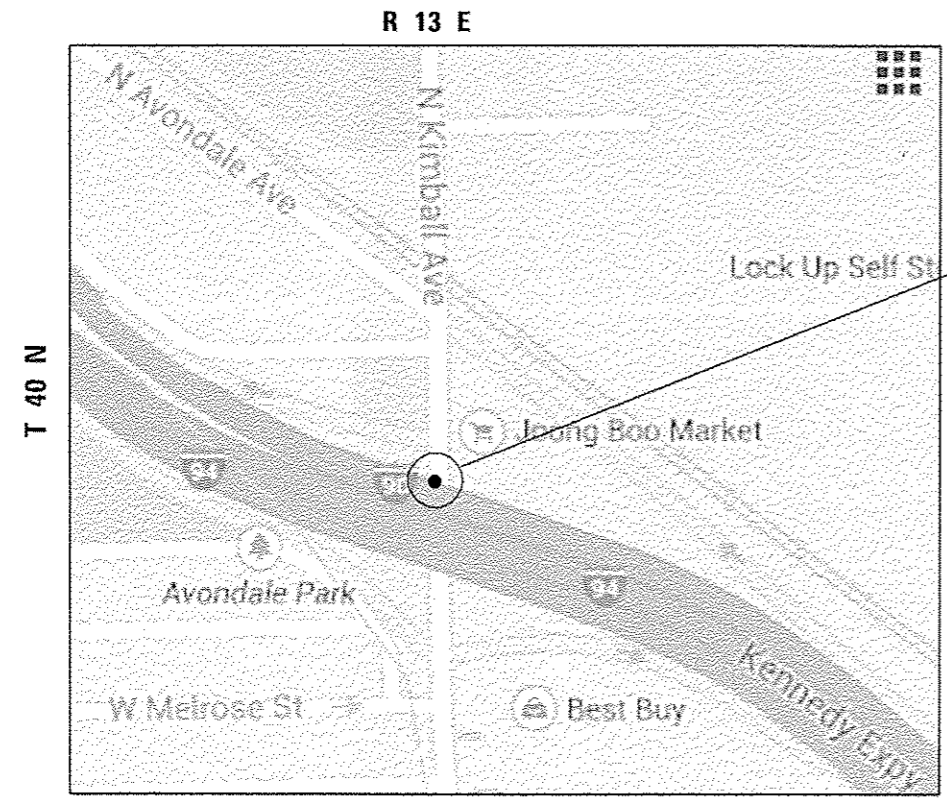 R 13 E
N Avondale Ave
N Kimball Ave
Lock Up Self St
T 40 N
Joong Boo Market
94
90
Avondale Park
94
Kennedy Expy
W Melrose St
Best Buy